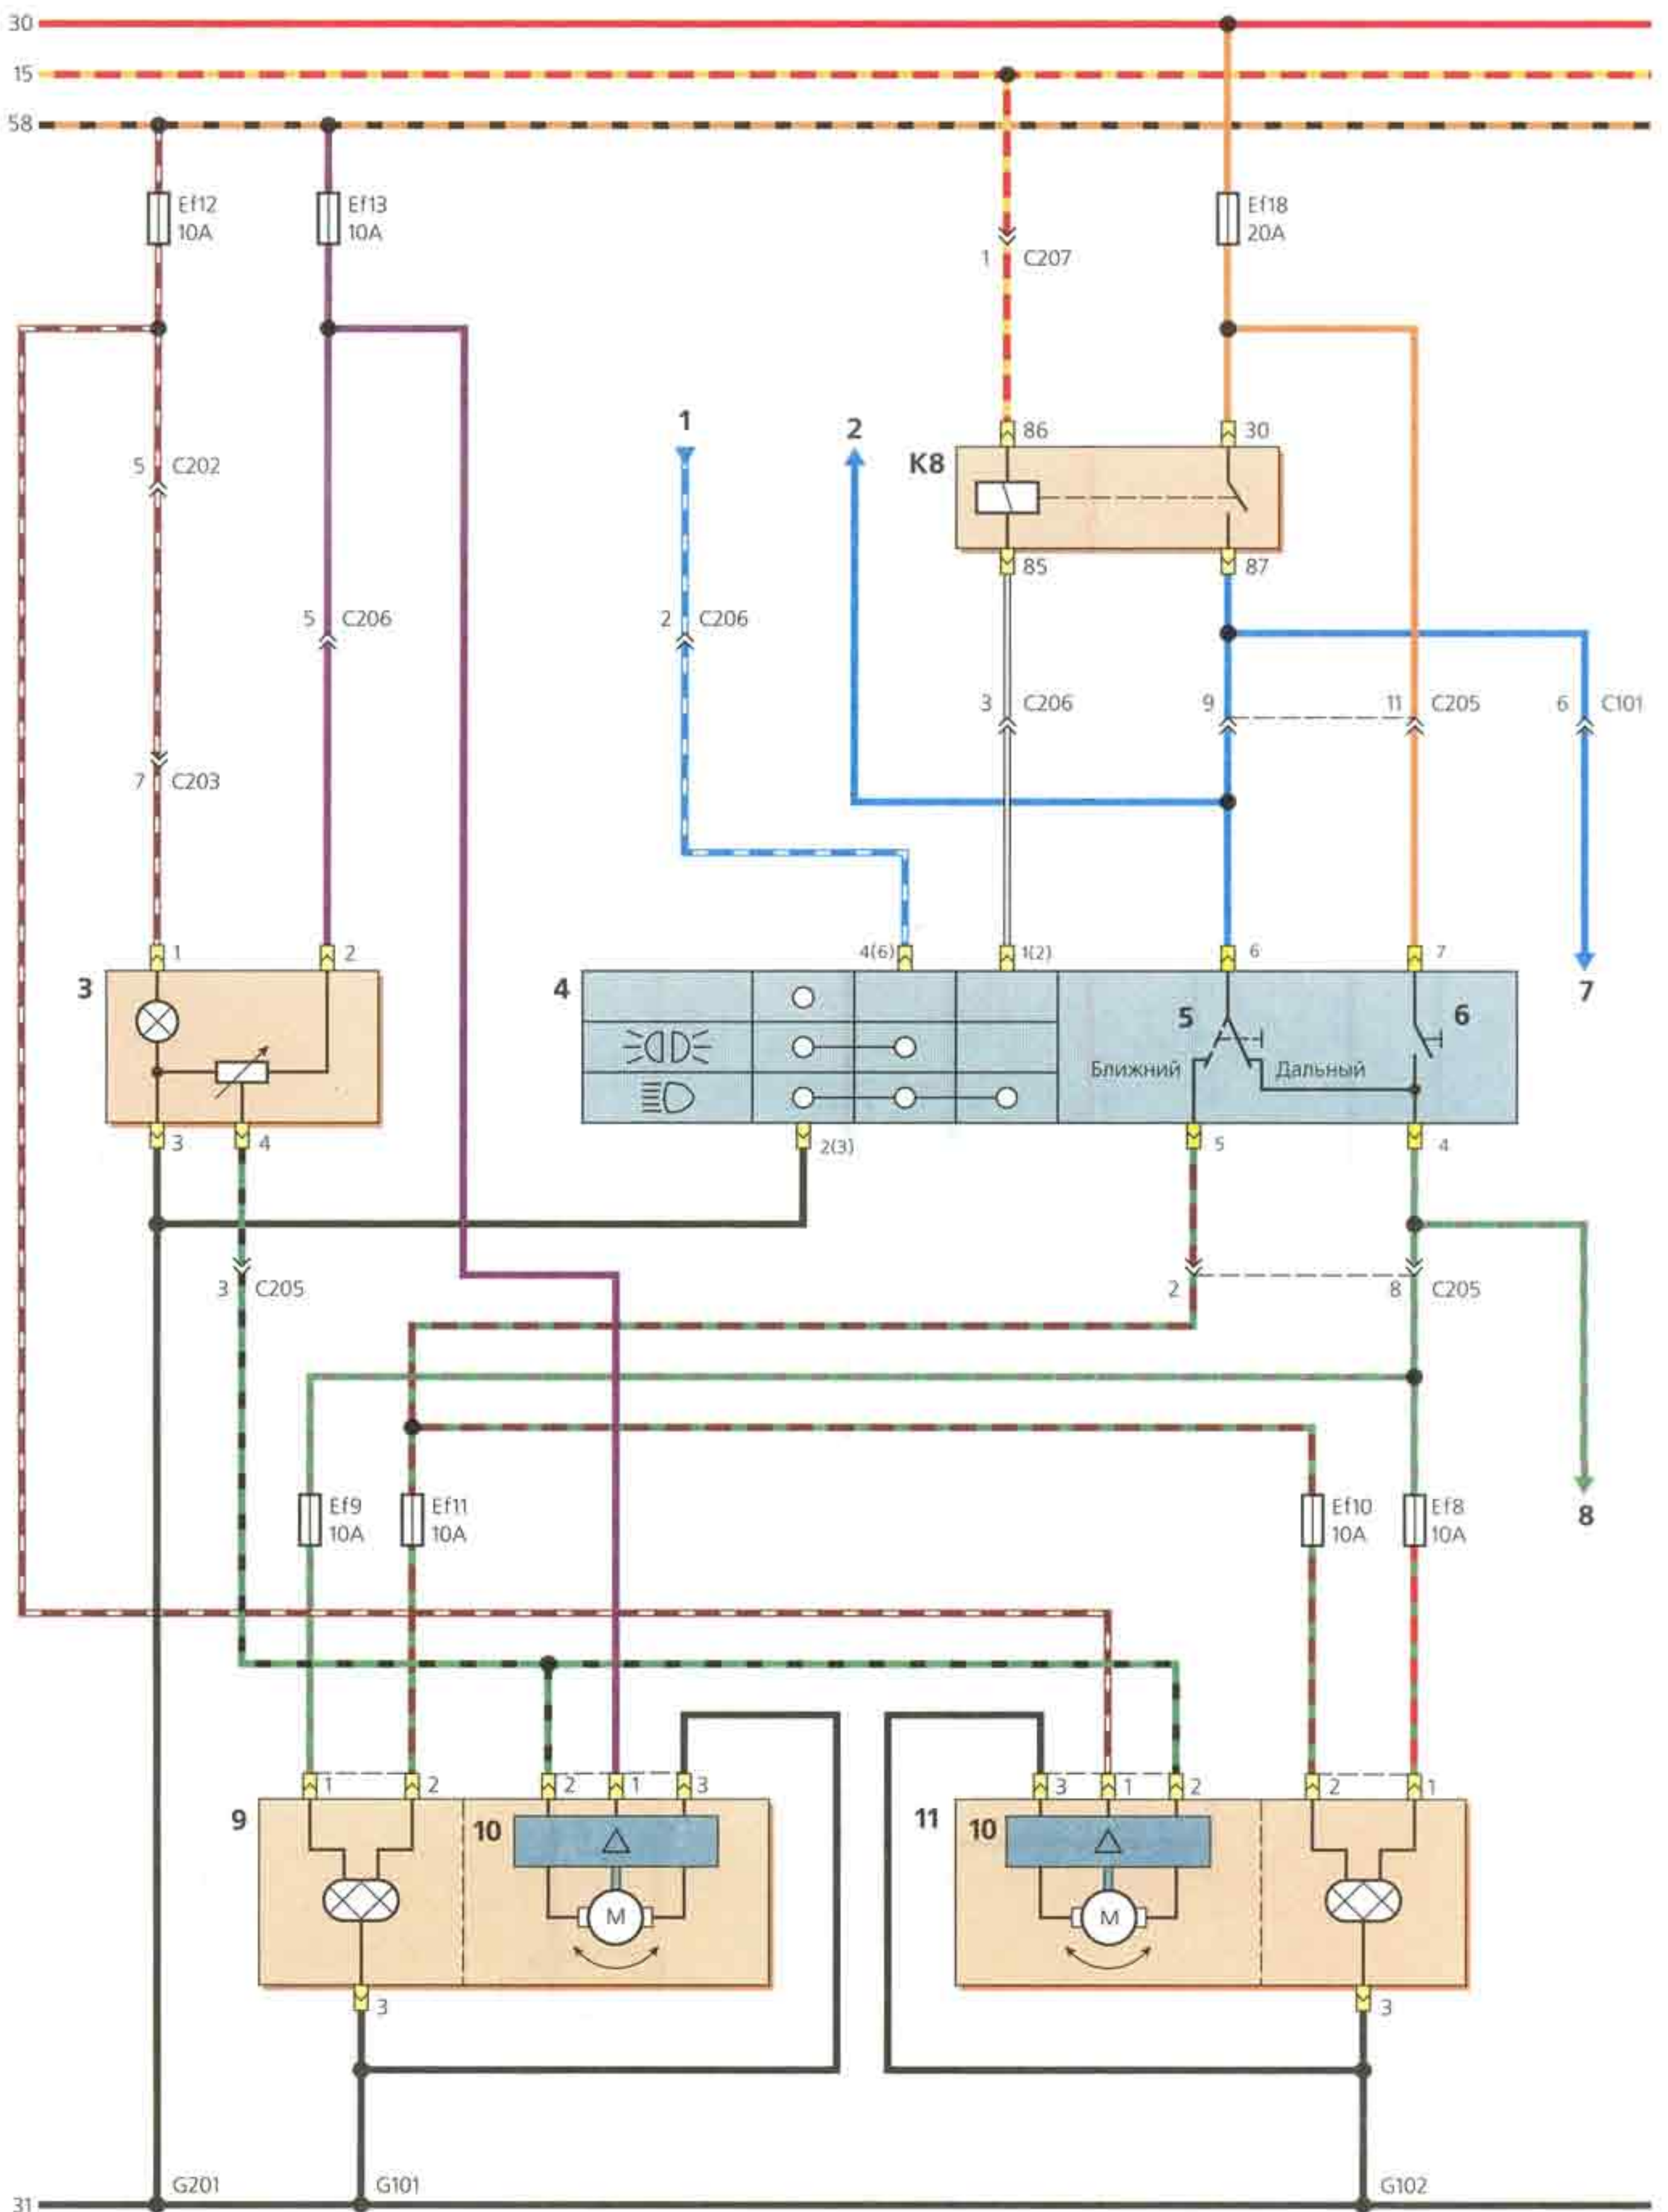 30
15
58
Ef12
10A
Ef13
10A
Ef18
20A
1 C207
1
2
86
30
K8
5 C202
85
87
5 C206
2 C206
3 C206
9
11 C205
6 C101
7 C203
1
2
4(6)
1(2)
6
7
3
4
5
6
7
Ближний
Дальный
3
4
2(3)
5
4
3 C205
2
8 C205
Ef9
10A
Ef11
10A
Ef10
10A
Ef8
10A
8
1
2
2
1
3
3
1
2
2
1
9
10
11
10
M
M
3
3
G201
G101
G102
31